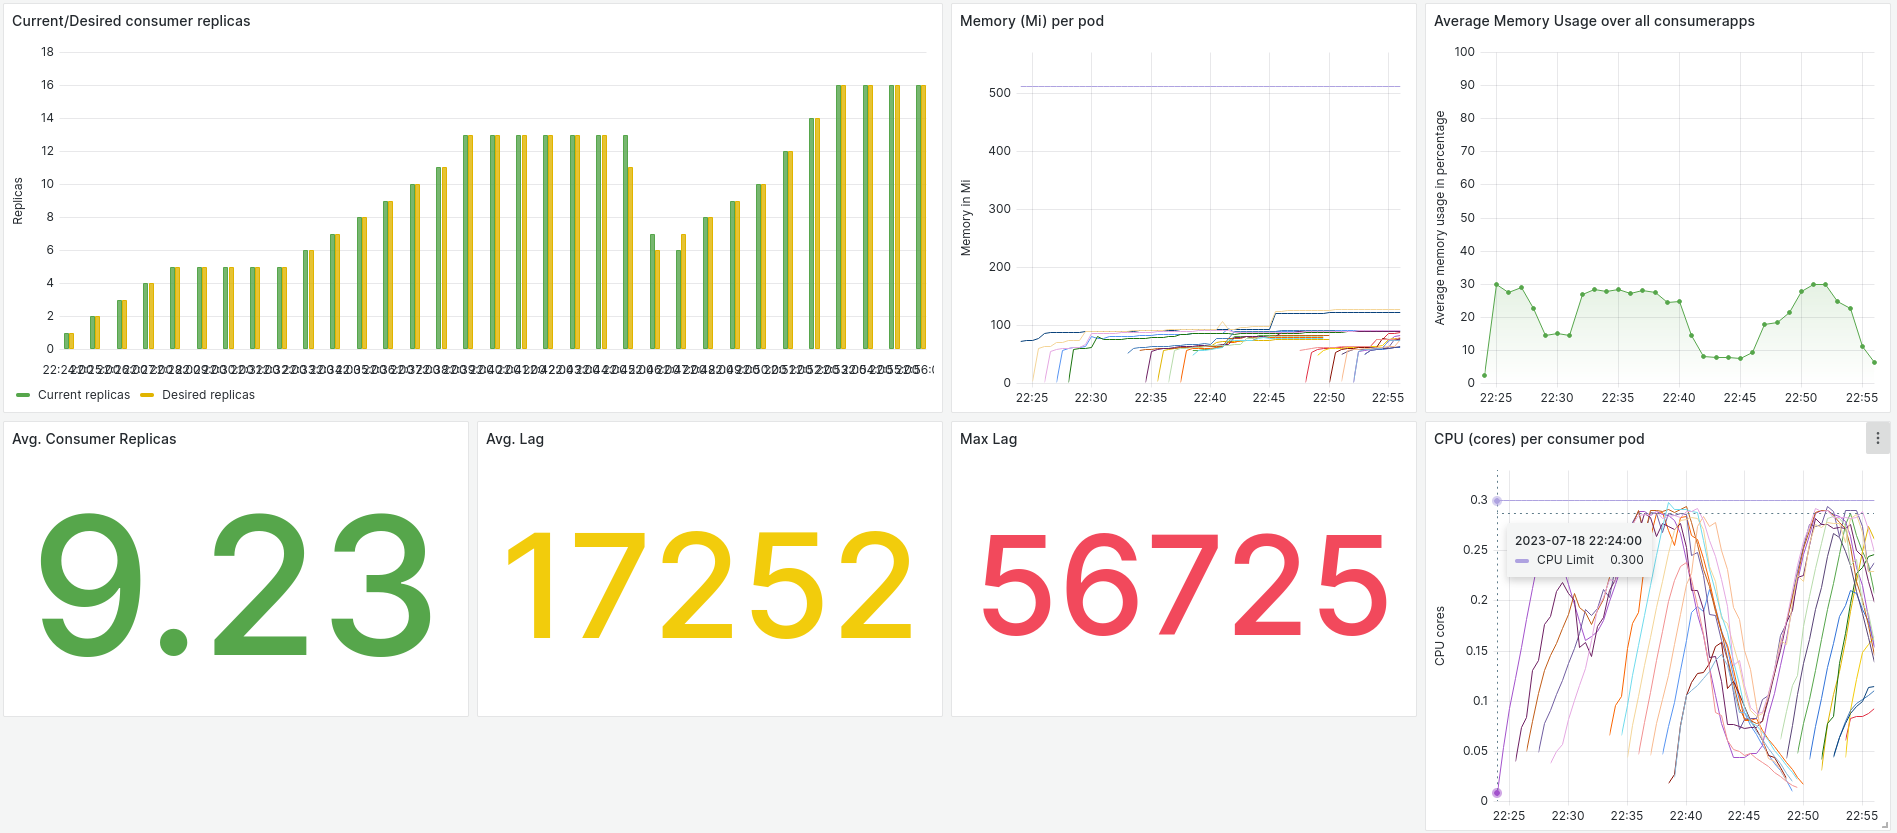 Current/Desired consumer replicas
Replicas
18
16
14
12
10
8
6
4
2
0
Current replicas
Desired replicas
Memory (Mi) per pod
Memory in Mi
500
400
300
200
100
0
22:25 22:30 22:35 22:40 22:45 22:50 22:55
Average Memory Usage over all consumerapps
Average memory usage in percentage
100
90
80
70
60
50
40
30
20
10
0
22:25 22:30 22:35 22:40 22:45 22:50 22:55
Avg. Consumer Replicas
9.23
Avg. Lag
17252
Max Lag
56725
CPU (cores) per consumer pod
CPU cores
0.3
0.25
0.2
0.15
0.1
0.05
0
22:25 22:30 22:35 22:40 22:45 22:50 22:55
2023-07-18 22:24:00
CPU Limit 0.300